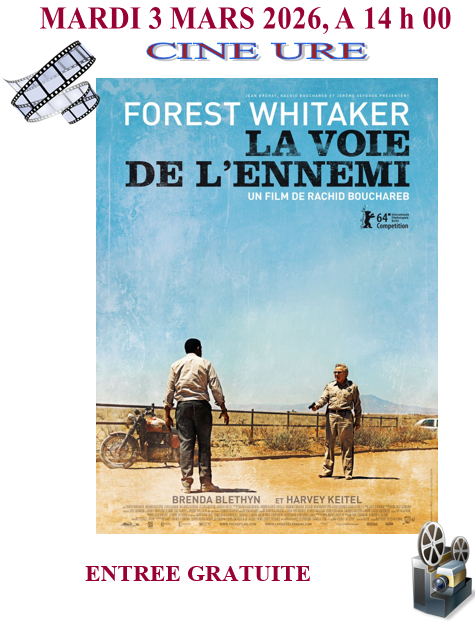 MARDI 3 MARS 2026, A 14 h 00
CINE URE
FOREST WHITAKER
LA VOIE
DE L'ENNEMI
UN FILM DE RACHID BOUCHAREB
64
Competition
BRENDA BLETHYN ET HARVEY KEITEL
ENTREE GRATUITE